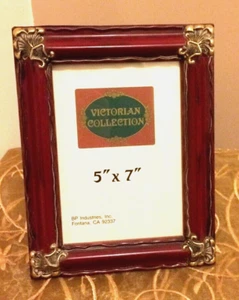 VICTORIAN
COLLECTION
5" x 7"
BP Industries, Inc.
Fontana, CA 92337